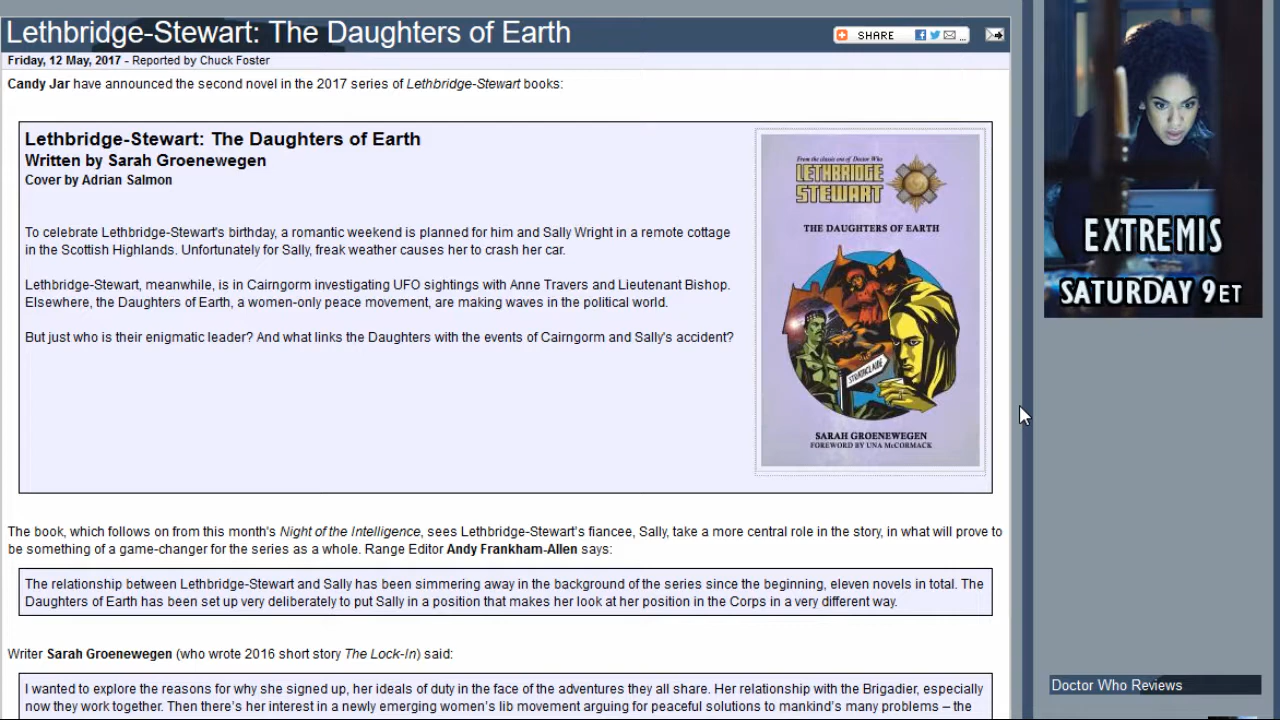 Lethbridge-Stewart: The Daughters of Earth
SHARE
Friday, 12 May, 2017 - Reported by Chuck Foster
Candy Jar have announced the second novel in the 2017 series of Lethbridge-Stewart books:
Lethbridge-Stewart: The Daughters of Earth
Written by Sarah Groenewegen
Cover by Adrian Salmon
To celebrate Lethbridge-Stewart's birthday, a romantic weekend is planned for him and Sally Wright in a remote cottage
in the Scottish Highlands. Unfortunately for Sally, freak weather causes her to crash her car.
Lethbridge-Stewart, meanwhile, is in Cairngorm investigating UFO sightings with Anne Travers and Lieutenant Bishop.
Elsewhere, the Daughters of Earth, a women-only peace movement, are making waves in the political world.
But just who is their enigmatic leader? And what links the Daughters with the events of Cairngorm and Sally's accident?
From the classic era of Doctor Who
LETHBRIDGE
STEWART
THE DAUGHTERS OF EARTH
STRATHCLAIDE
SARAH GROENEWEGEN
FOREWORD BY UNA McCORMACK
The book, which follows on from this month's Night of the Intelligence, sees Lethbridge-Stewart's fiancee, Sally, take a more central role in the story, in what will prove to
be something of a game-changer for the series as a whole. Range Editor Andy Frankham-Allen says:
The relationship between Lethbridge-Stewart and Sally has been simmering away in the background of the series since the beginning, eleven novels in total. The
Daughters of Earth has been set up very deliberately to put Sally in a position that makes her look at her position in the Corps in a very different way.
Writer Sarah Groenewegen (who wrote 2016 short story The Lock-In) said:
I wanted to explore the reasons for why she signed up, her ideals of duty in the face of the adventures they all share. Her relationship with the Brigadier, especially
now they work together. Then there's her interest in a newly emerging women's lib movement arguing for peaceful solutions to mankind's many problems – the
EXTREMIS
SATURDAY 9ET
Doctor Who Reviews